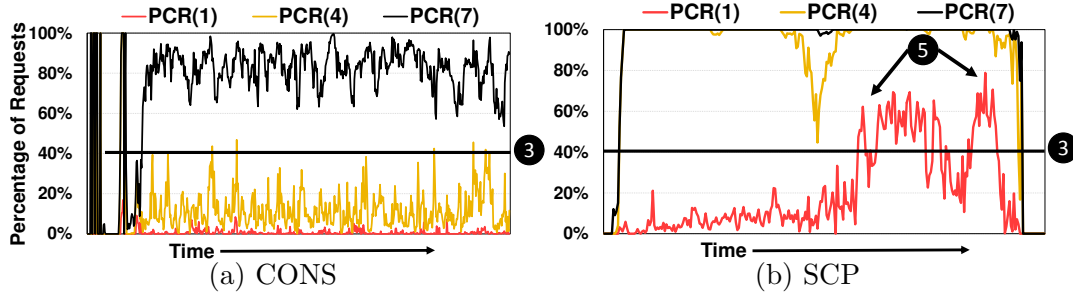 PCR(1) PCR(4) PCR(7)
Percentage of Requests
100%
80%
60%
40%
20%
0%
3
Time
(a) CONS
PCR(1) PCR(4) PCR(7)
100%
80%
60%
40%
20%
0%
5
3
Time
(b) SCP